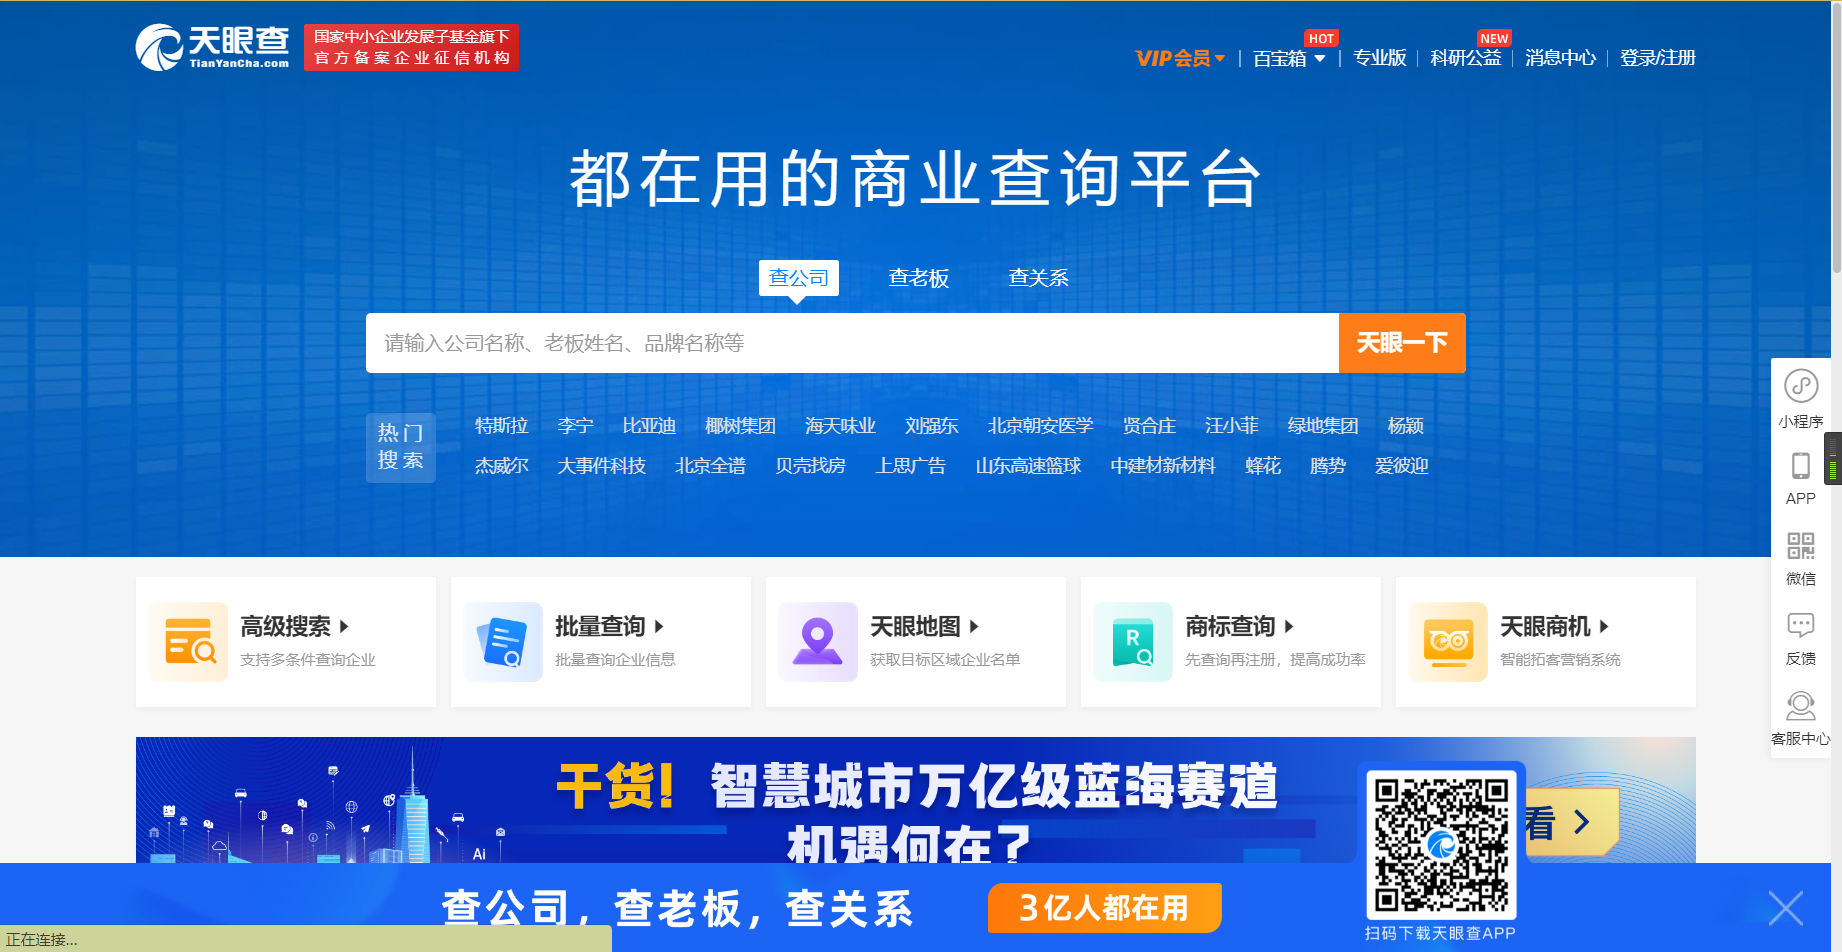 天眼查
TianYanCha.com
国家中小企业发展子基金旗下
官方备案企业征信机构
VIP会员
百宝箱
HOT
专业版
科研公益
NEW
消息中心
登录/注册
都在用的商业查询平台
查公司
查老板
查关系
请输入公司名称、老板姓名、品牌名称等
天眼一下
热门
搜索
特斯拉 李宁 比亚迪 椰树集团 海天味业 刘强东 北京朝安医学 贤合庄 汪小菲 绿地集团 杨颖
杰威尔 大事件科技 北京全谱 贝壳找房 上思广告 山东高速篮球 中建材新材料 蜂花 腾势 爱彼迎
小程序
APP
微信
反馈
客服中心
高级搜索
支持多条件查询企业
批量查询
批量查询企业信息
天眼地图
获取目标区域企业名单
商标查询
先查询再注册，提高成功率
天眼商机
智能拓客营销系统
R
干货！ 智慧城市万亿级蓝海赛道
机遇何在？
看
Ai
查公司，查老板，查关系
3亿人都在用
扫码下载天眼查APP
正在连接...